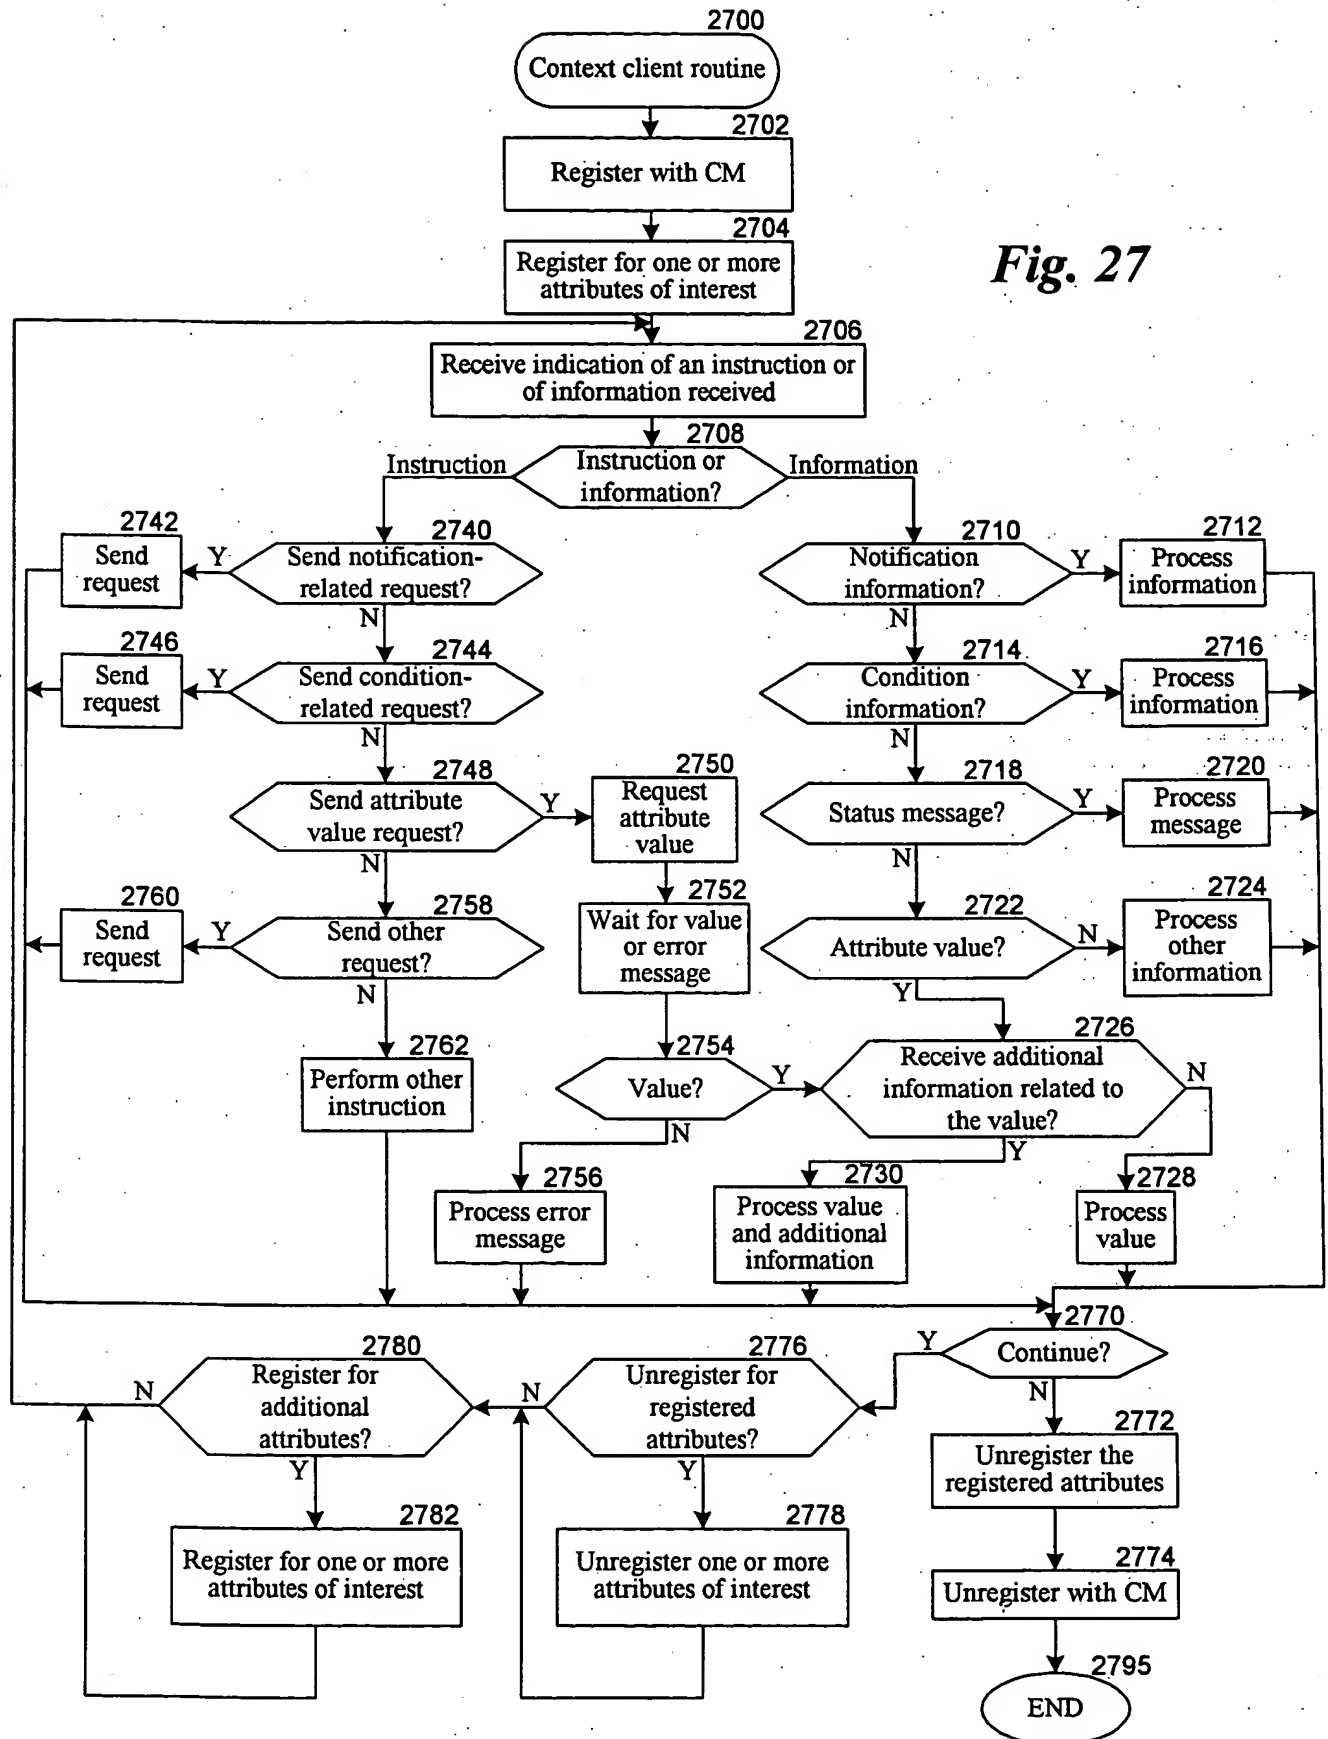 2700
Context client routine
2702
Register with CM
2704
Register for one or more
attributes of interest
Fig. 27
2706
Receive indication of an instruction or
of information received
2708
Instruction
Instruction or
information?
Information
2742
Send
request
Y
2740
Send notification-
related request?
N
2710
Notification
information?
Y
N
2712
Process
information
2746
Send
request
Y
2744
Send condition-
related request?
N
2714
Condition
information?
Y
N
2716
Process
information
2748
Send attribute
value request?
Y
N
2750
Request
attribute
value
2718
Status message?
Y
N
2720
Process
message
2760
Send
request
Y
2758
Send other
request?
N
2752
Wait for value
or error
message
2722
Attribute value?
N
Y
2724
Process
other
information
2762
Perform other
instruction
2754
Value?
Y
N
2726
Receive additional
information related to
the value?
N
Y
2756
Process error
message
2730
Process value
and additional
information
2728
Process
value
2770
Continue?
Y
N
2780
Register for
additional
attributes?
N
Y
2776
Unregister for
registered
attributes?
N
Y
2772
Unregister the
registered attributes
2782
Register for one or more
attributes of interest
2778
Unregister one or more
attributes of interest
2774
Unregister with CM
2795
END